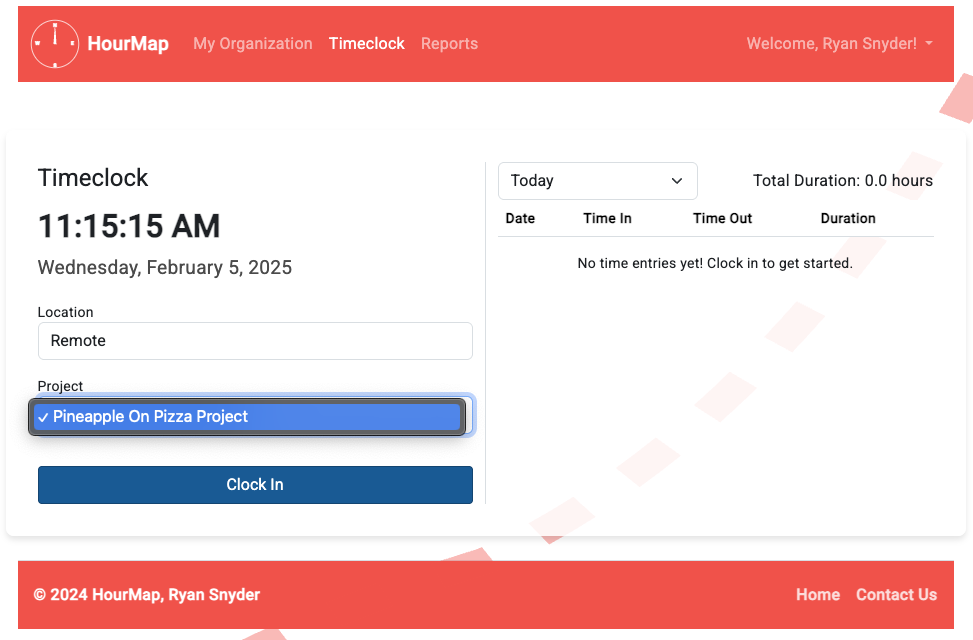 HourMap My Organization Timeclock Reports Welcome, Ryan Snyder!
Timeclock
11:15:15 AM
Wednesday, February 5, 2025
Location
Remote
Project
✓ Pineapple On Pizza Project
Clock In
Today Total Duration: 0.0 hours
Date Time In Time Out Duration
No time entries yet! Clock in to get started.
© 2024 HourMap, Ryan Snyder Home Contact Us